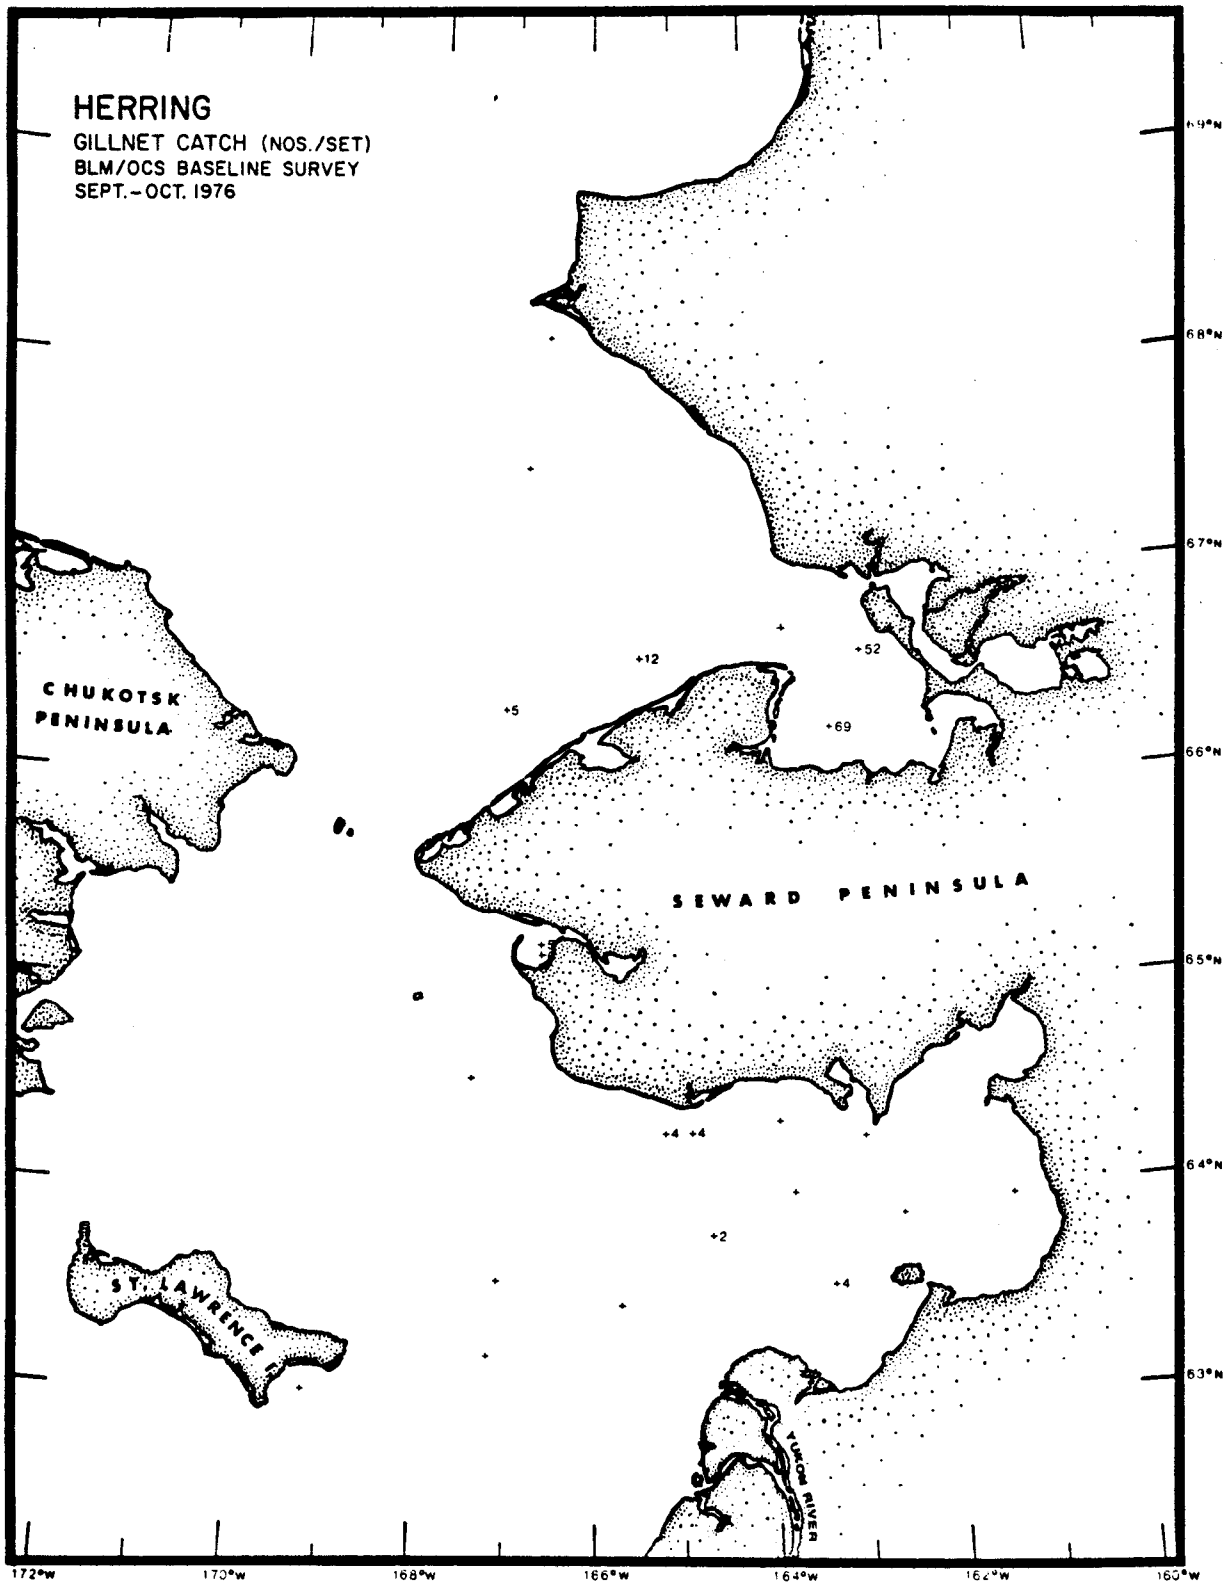 HERRING
GILLNET CATCH (NOS./SET)
BLM/OCS BASELINE SURVEY
SEPT.-OCT. 1976
69°N
68°N
67°N
+52
+12
CHUKOTSK
PENINSULA
+5
+69
66°N
SEWARD PENINSULA
65°N
+4 +4
64°N
+2
ST. LAWRENCE I.
+4
63°N
YUKON RIVER
172°W 170°W 168°W 166°W 164°W 162°W 160°W